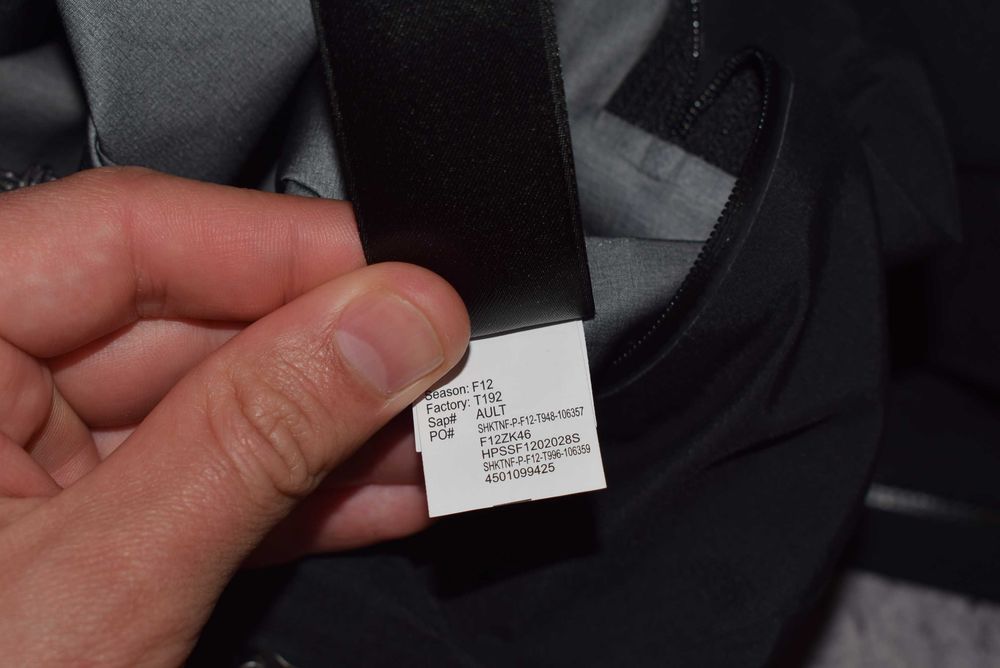 Season: F12
Factory: T192
Sap# AULT
PO# SHKTNF-P-F12-T948-106357
F12ZK46
HPSSF1202028S
SHKTNF-P-F12-T996-106359
4501099425